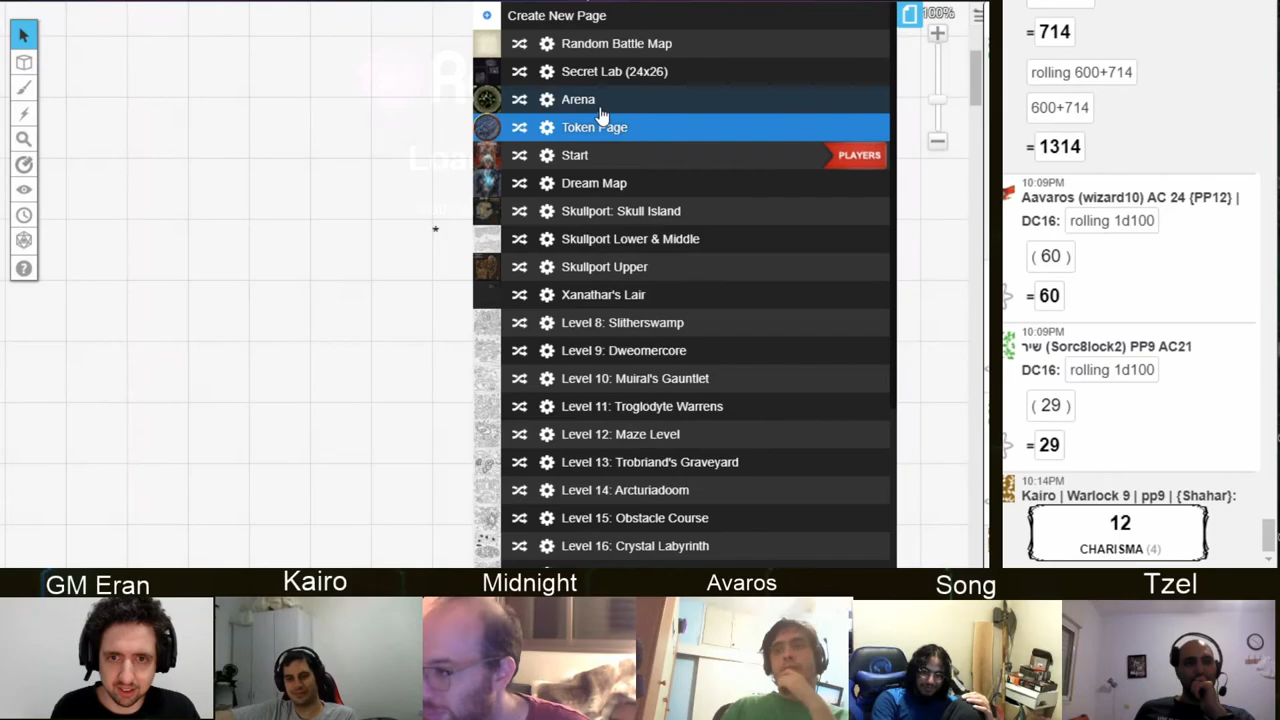 Create New Page
100%
Random Battle Map
Secret Lab (24x26)
Arena
Token Page
Start
PLAYERS
Dream Map
Skullport: Skull Island
Skullport Lower & Middle
Skullport Upper
Xanathar's Lair
Level 8: Slitherswamp
Level 9: Dweomercore
Level 10: Muiral's Gauntlet
Level 11: Troglodyte Warrens
Level 12: Maze Level
Level 13: Trobriand's Graveyard
Level 14: Arcturiadoom
Level 15: Obstacle Course
Level 16: Crystal Labyrinth
= 714
rolling 600+714
600+714
= 1314
10:09PM
Aavaros (wizard10) AC 24 {PP12} |
DC16: rolling 1d100
( 60 )
= 60
10:09PM
שיר (Sorc8lock2) PP9 AC21
DC16: rolling 1d100
( 29 )
= 29
10:14PM
Kairo | Warlock 9 | pp9 | {Shahar}:
12
CHARISMA (4)
GM Eran
Kairo
Midnight
Avaros
Song
Tzel